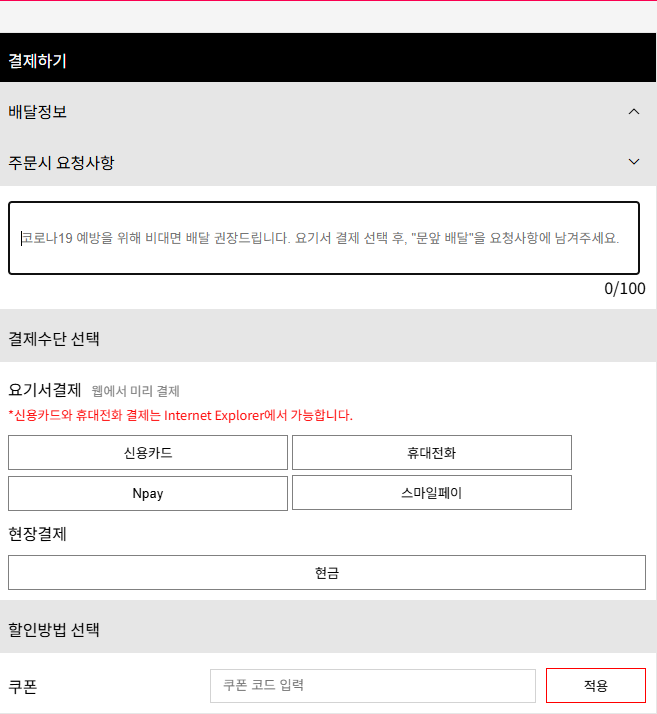 결제하기
배달정보
주문시 요청사항
코로나19 예방을 위해 비대면 배달 권장드립니다. 요기서 결제 선택 후, "문앞 배달"을 요청사항에 남겨주세요.
0/100
결제수단 선택
요기서결제 웹에서 미리 결제
*신용카드와 휴대전화 결제는 Internet Explorer에서 가능합니다.
신용카드 휴대전화
Npay 스마일페이
현장결제
현금
할인방법 선택
쿠폰 쿠폰 코드 입력 적용